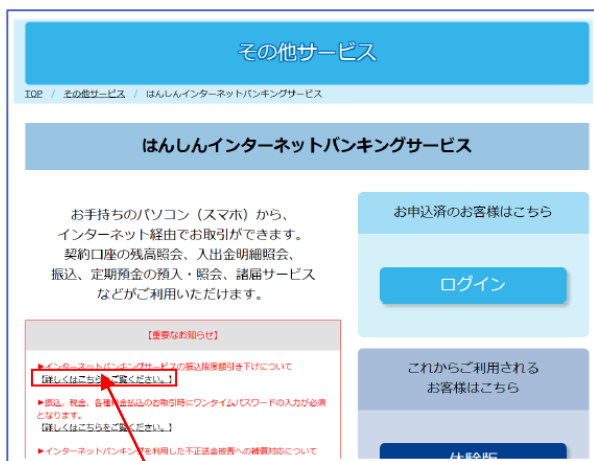 その他サービス
TOP / その他サービス / はんしんインターネットバンキングサービス
はんしんインターネットバンキングサービス
お手持ちのパソコン（スマホ）から、
インターネット経由でお取引ができます。
契約口座の残高照会、入出金明細照会、
振込、定期預金の預入・照会、諸届サービス
などがご利用いただけます。
【重要なお知らせ】
▶インターネットバンキングサービスの振込限度額引き下げについて
【詳しくはこちらをご覧ください。】
▶振込、税金、各種料金払込のお取引時にワンタイムパスワードの入力が必須
となります。
【詳しくはこちらをご覧ください。】
▶インターネットバンキングを利用した不正送金被害への補償対応について
お申込済のお客様はこちら
ログイン
これからご利用される
お客様はこちら
体験版